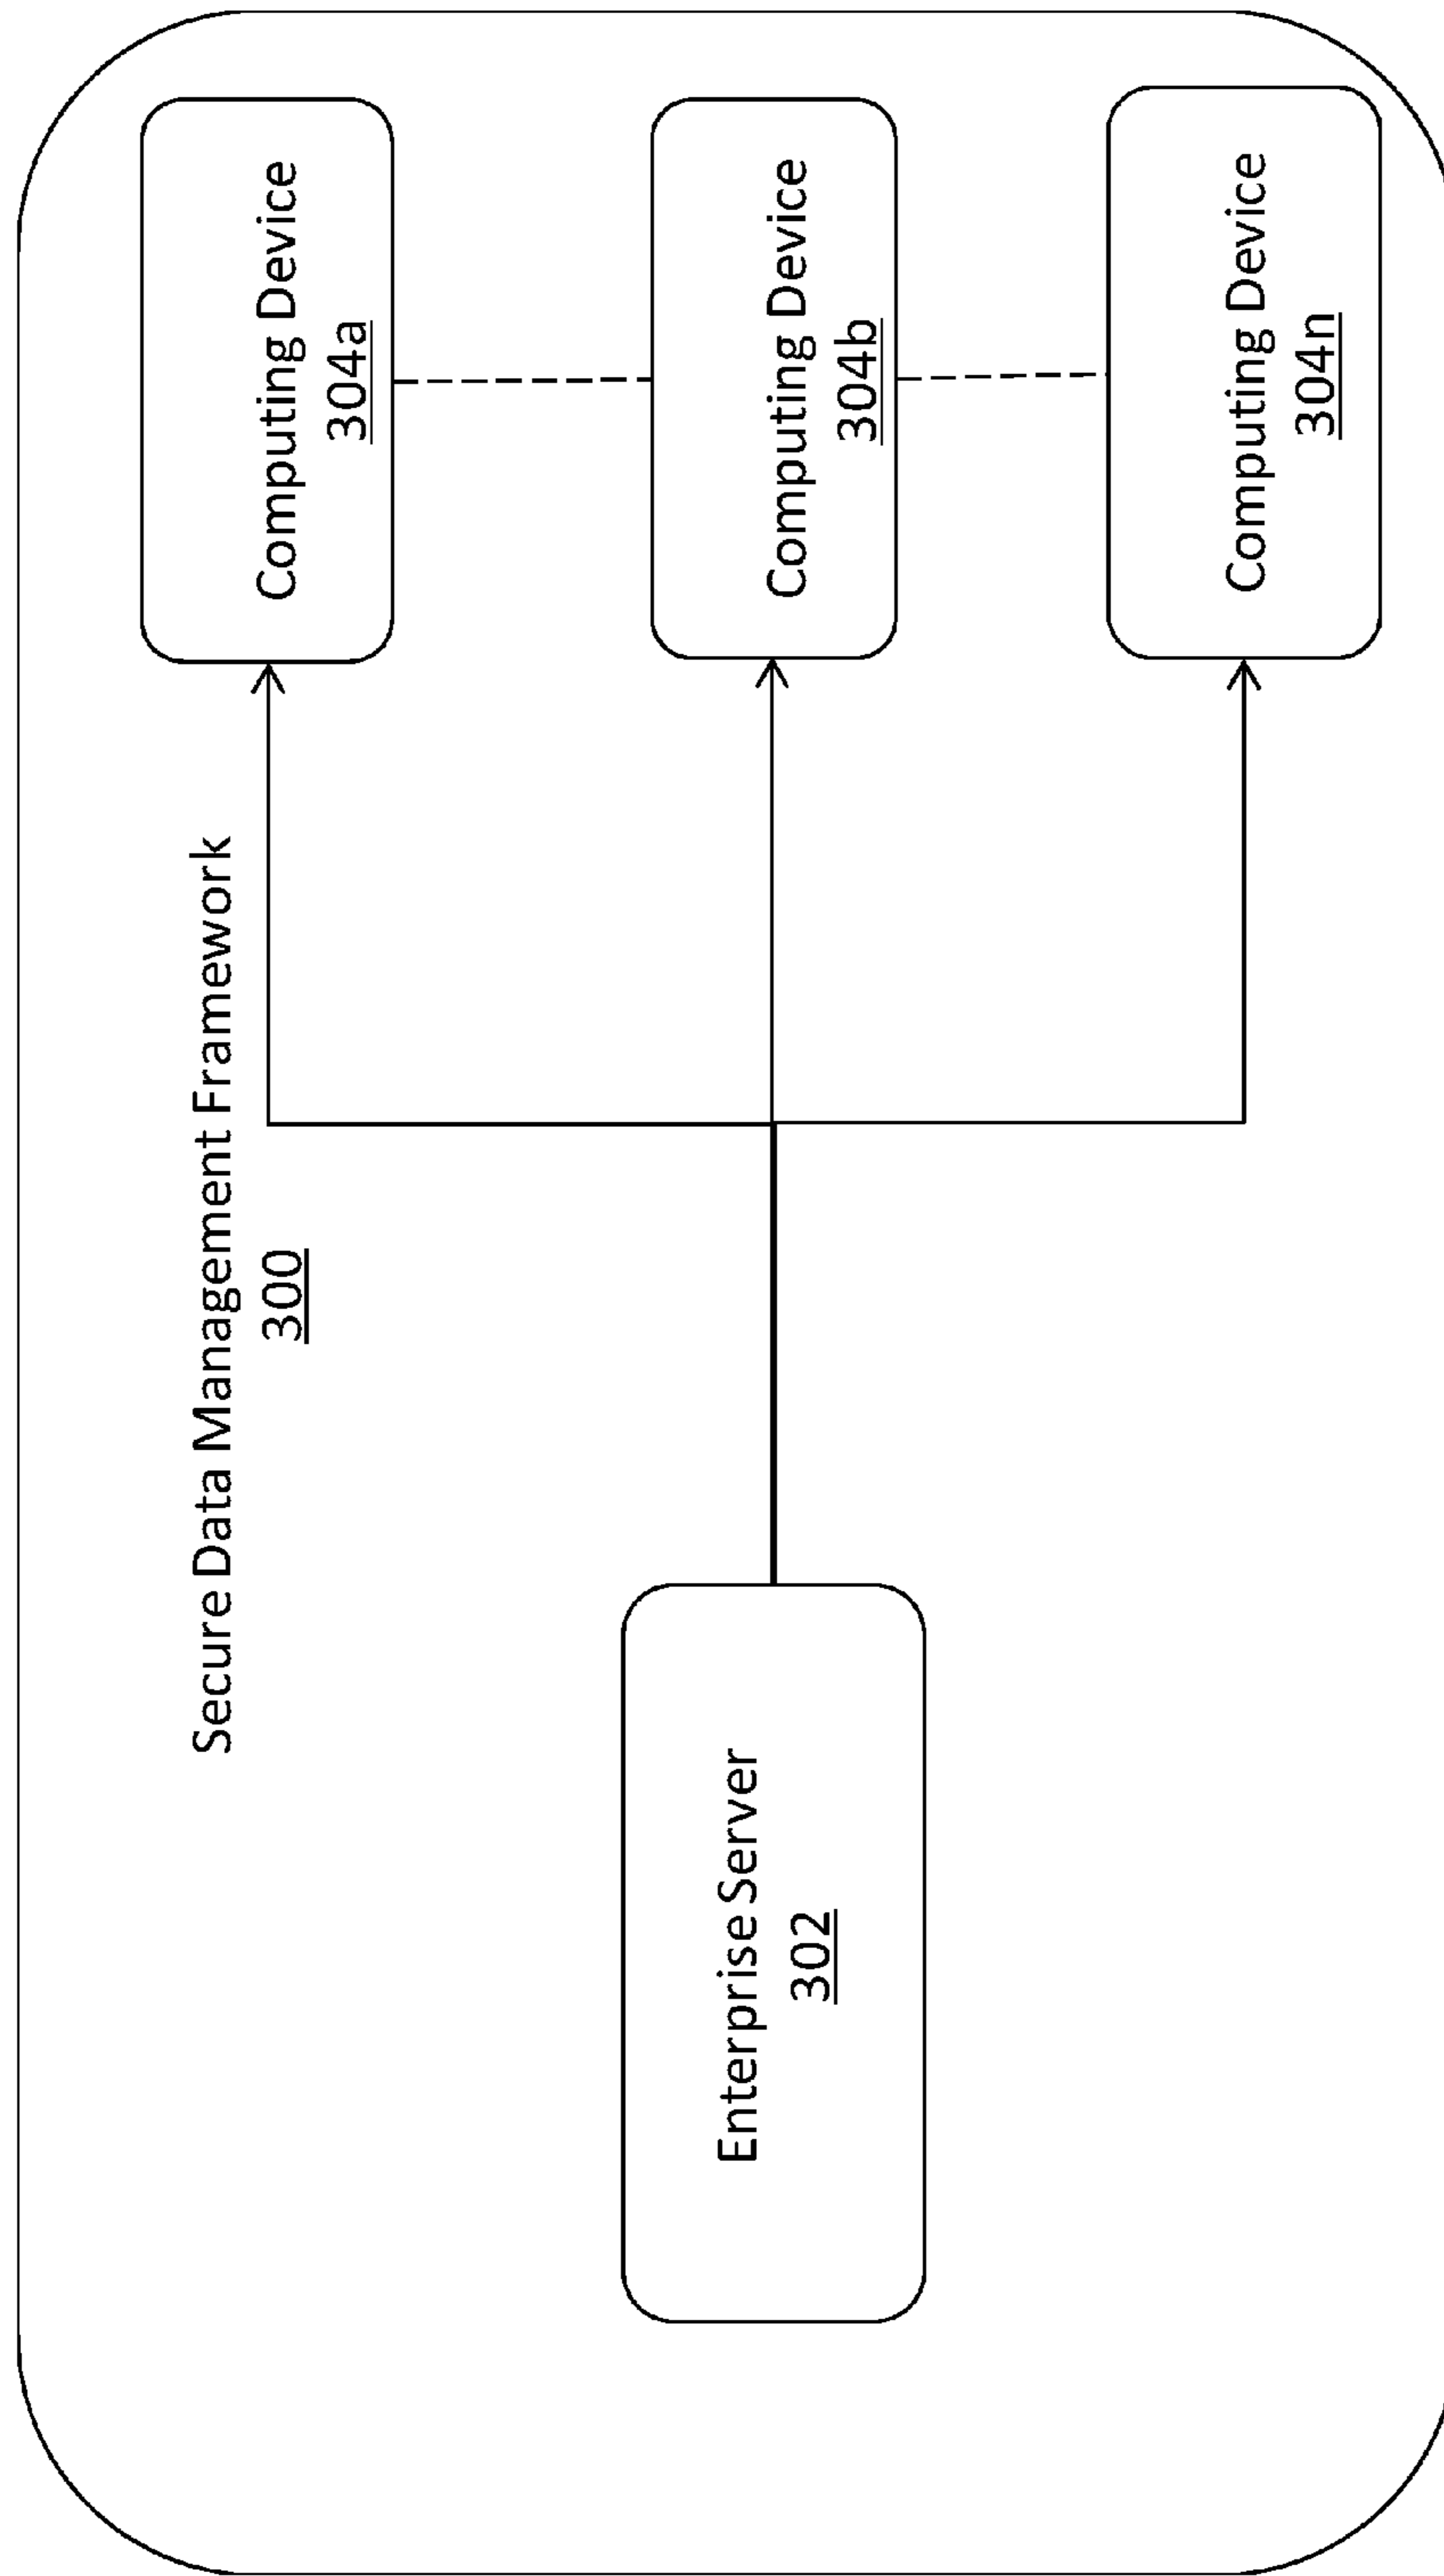 Secure Data Management Framework
300
Enterprise Server
302
Computing Device
304a
Computing Device
304b
Computing Device
304n